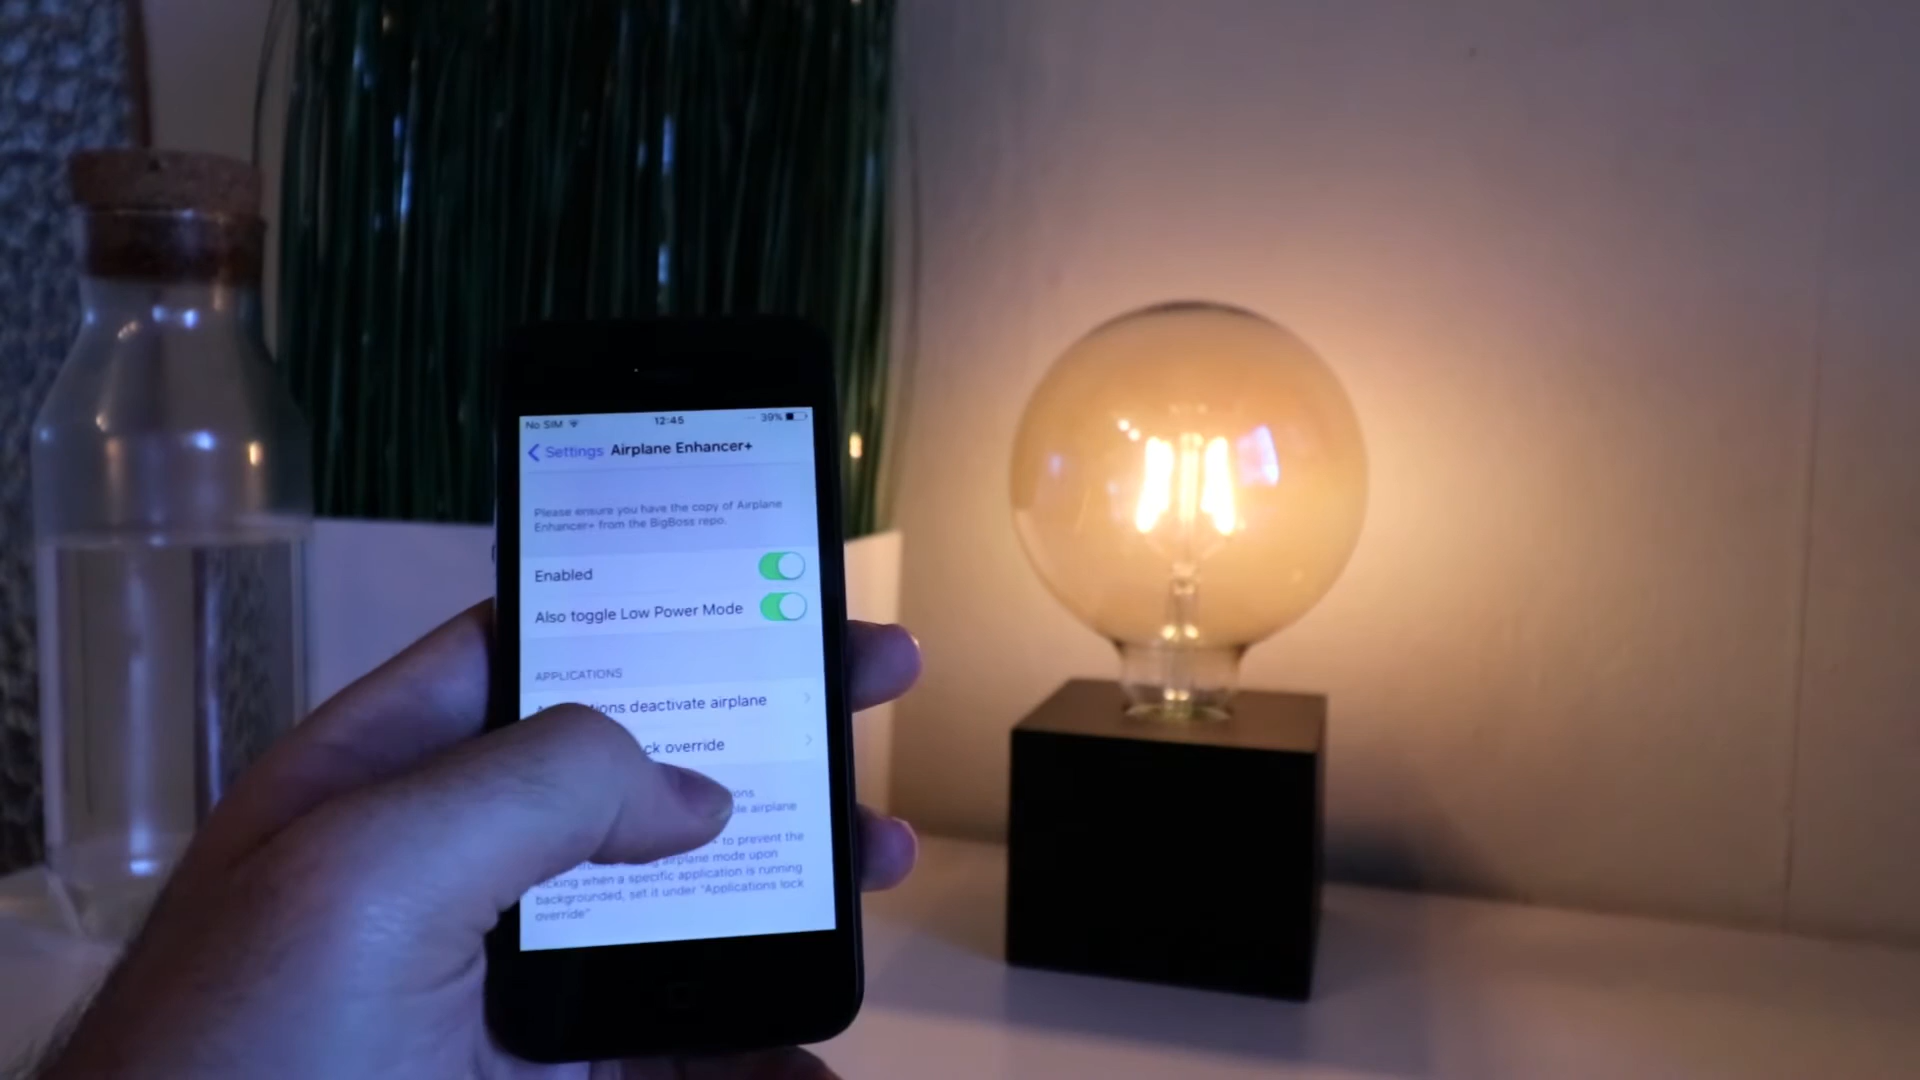 No SIM 12:45 39%
Settings Airplane Enhancer+
Please ensure you have the copy of Airplane
Enhancer+ from the BigBoss repo.
Enabled
Also toggle Low Power Mode
APPLICATIONS
deactivate airplane
override
airplane
to prevent the
airplane mode upon
when a specific application is running
backgrounded, set it under "Applications lock
override"